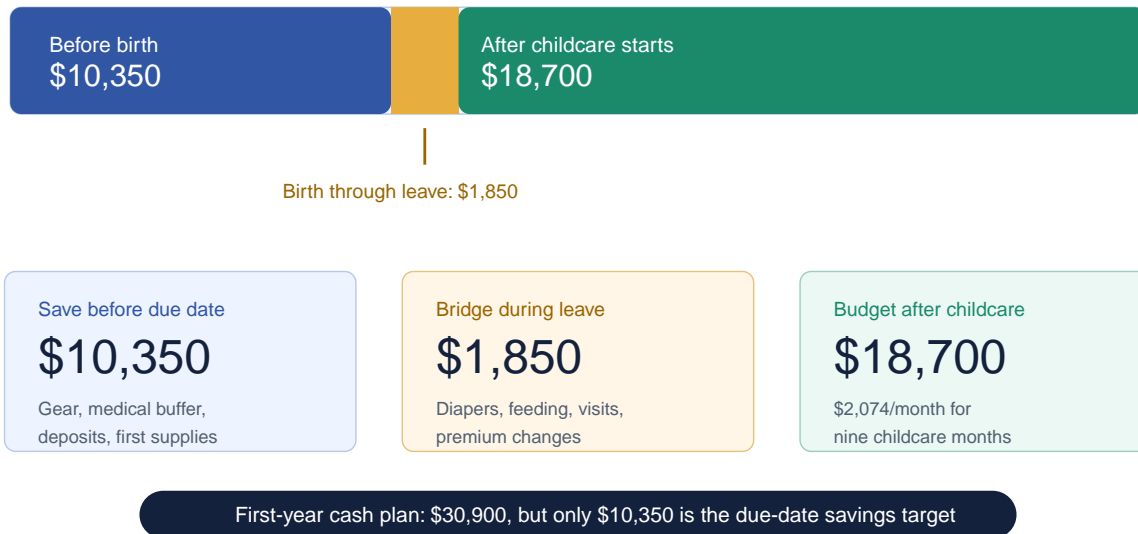 Before birth
$10,350
After childcare starts
$18,700
Birth through leave: $1,850
Save before due date
$10,350
Gear, medical buffer,
deposits, first supplies
Bridge during leave
$1,850
Diapers, feeding, visits,
premium changes
Budget after childcare
$18,700
$2,074/month for
nine childcare months
First-year cash plan: $30,900, but only $10,350 is the due-date savings target